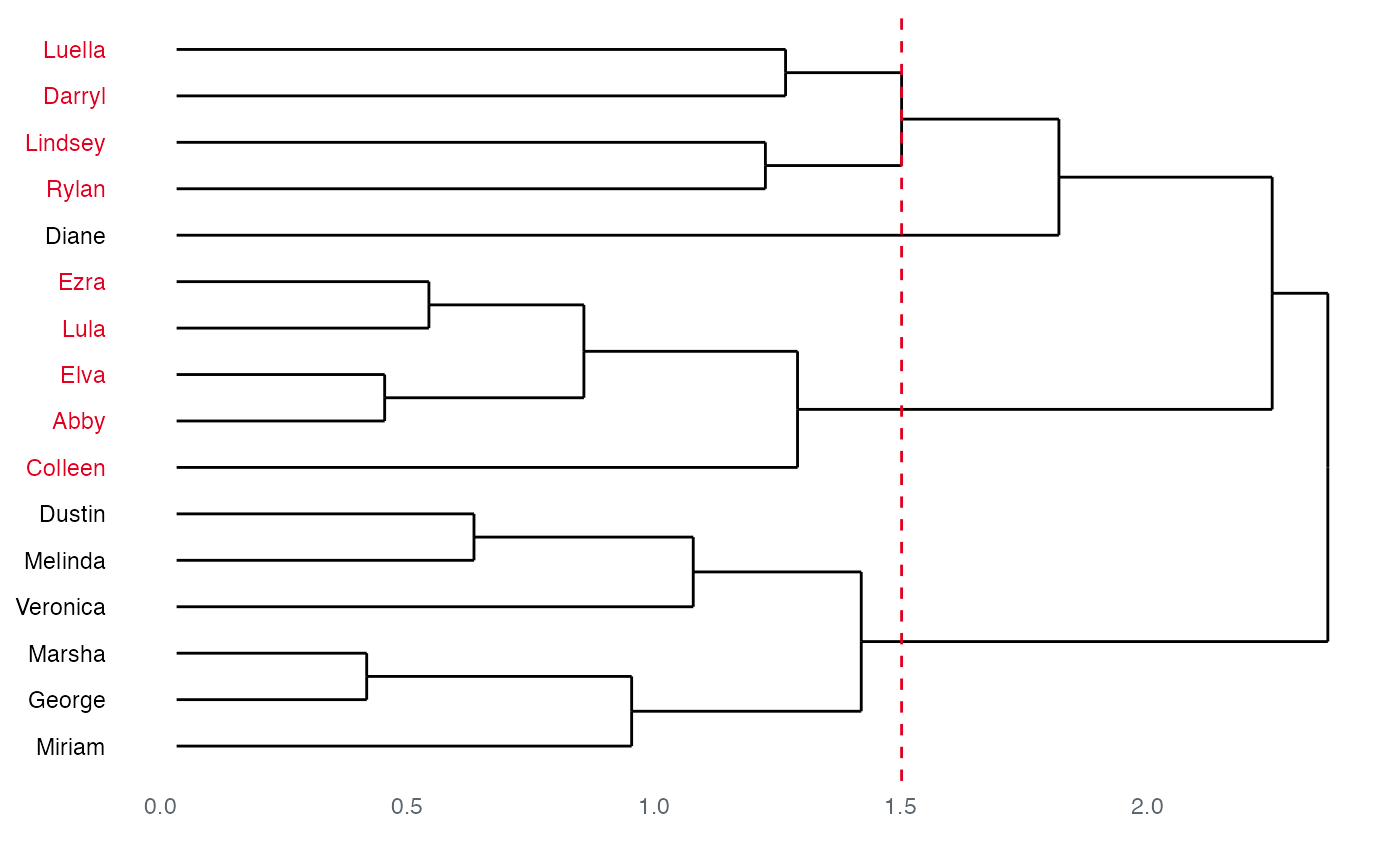 Luella
Darryl
Lindsey
Rylan
Diane
Ezra
Lula
Elva
Abby
Colleen
Dustin
Melinda
Veronica
Marsha
George
Miriam
0.0 0.5 1.0 1.5 2.0